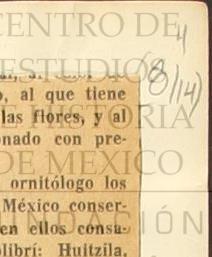 CENTRO DE
ESTUDIOS
4
(8/14)
, al que tiene
las flores, y al
DE HISTORIA
onado con pre-
DE MEXICO
ornitólogo los
México conser-
FUNDACIÓN
en ellos consa-
olibrí: Huitzila,